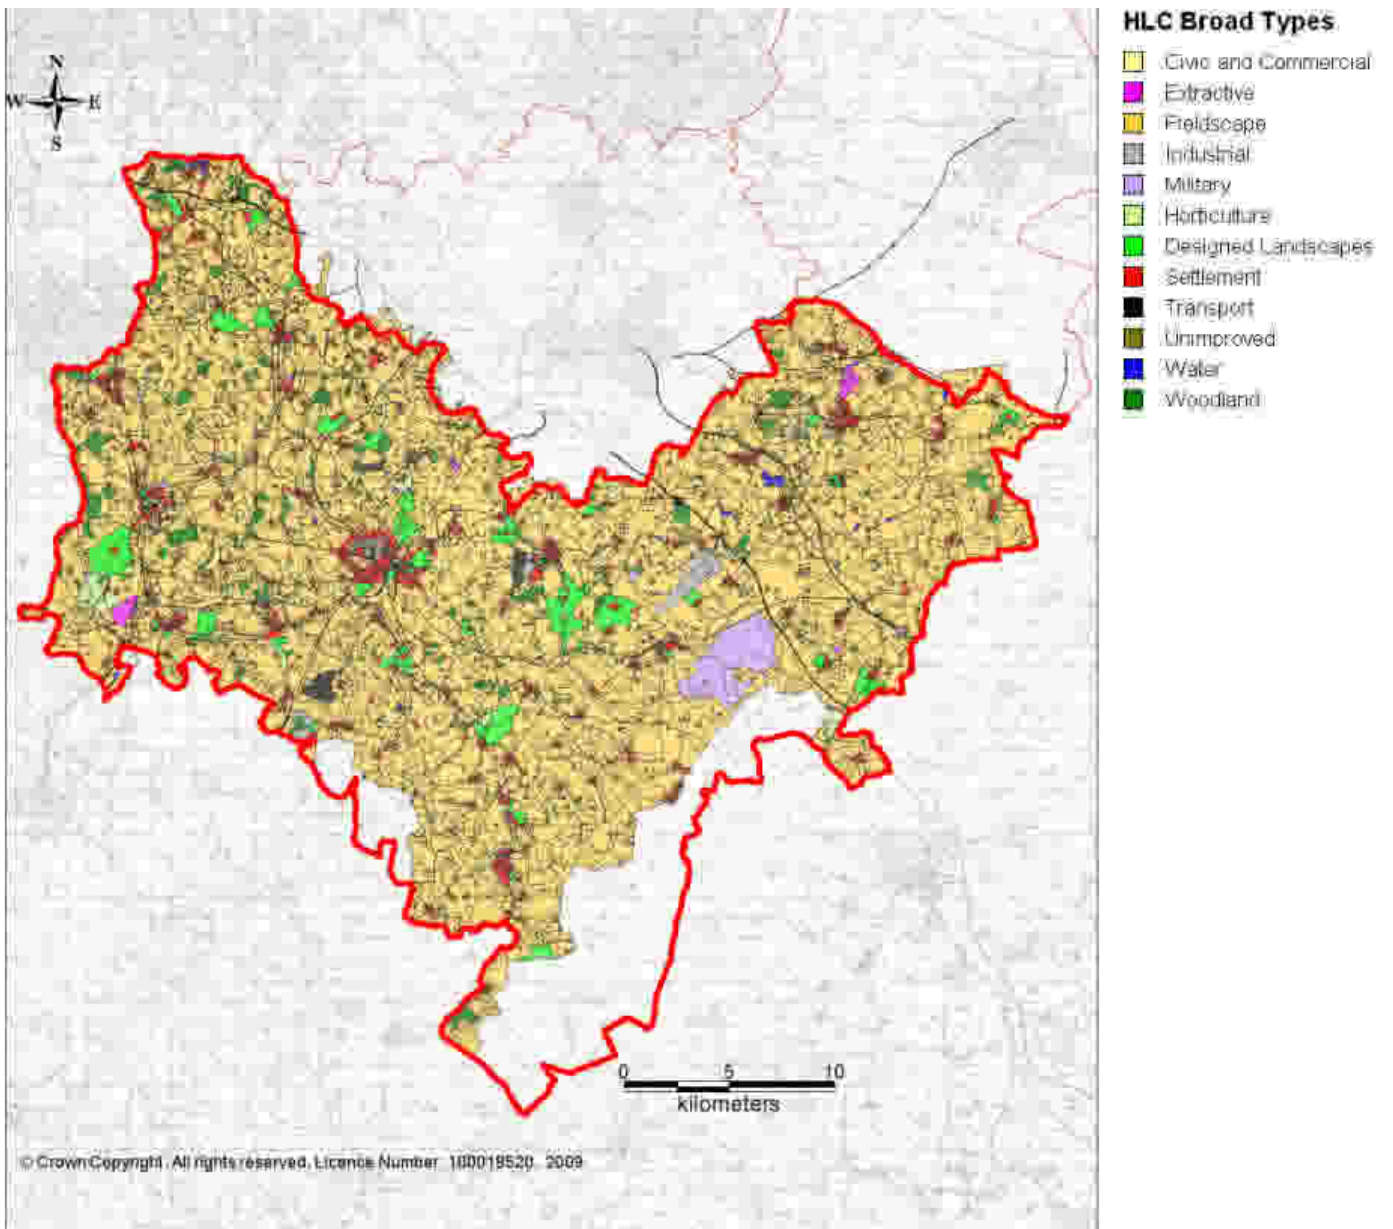 HLC Broad Types
N
W E
S
Civic and Commercial
Extractive
Fieldscape
Industrial
Military
Horticulture
Designed Landscapes
Settlement
Transport
Unimproved
Water
Woodland
0 5 10
kilometers
© Crown Copyright. All rights reserved. Licence Number 100019520. 2009